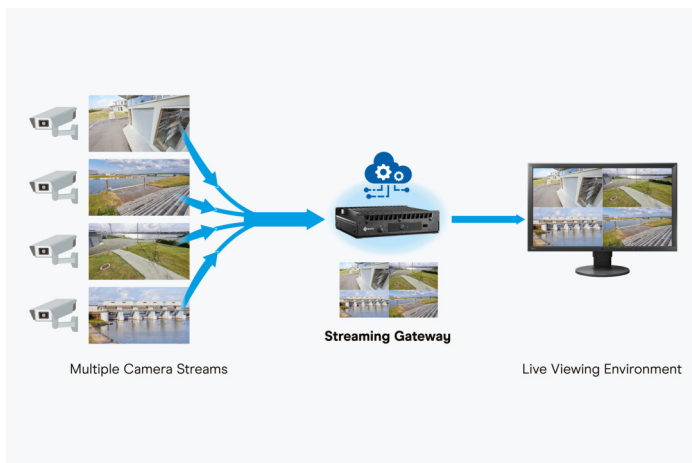 Streaming Gateway
Multiple Camera Streams
Live Viewing Environment